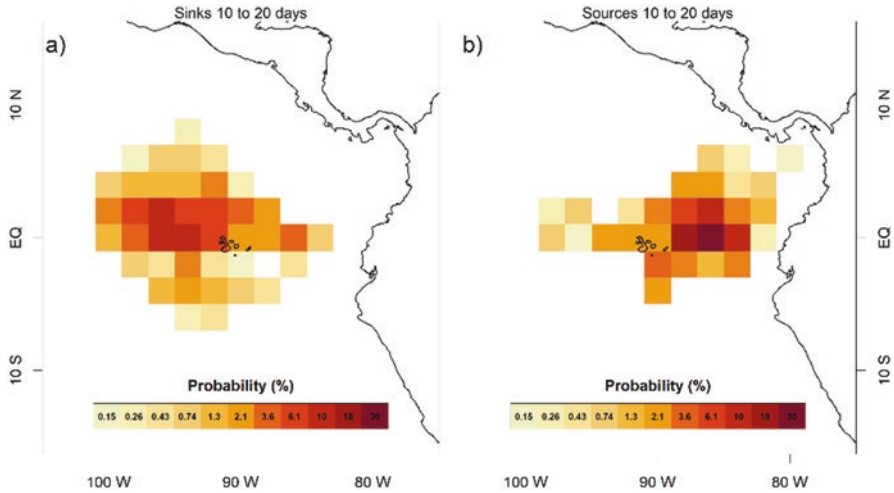 Sinks 10 to 20 days
a)
10 N
EQ
10 S
Probability (%)
0.15 0.26 0.43 0.74 1.3 2.1 3.6 6.1 10 18 30
100 W 90 W 80 W
Sources 10 to 20 days
b)
10 N
EQ
10 S
Probability (%)
0.15 0.26 0.43 0.74 1.3 2.1 3.6 6.1 10 18 30
100 W 90 W 80 W